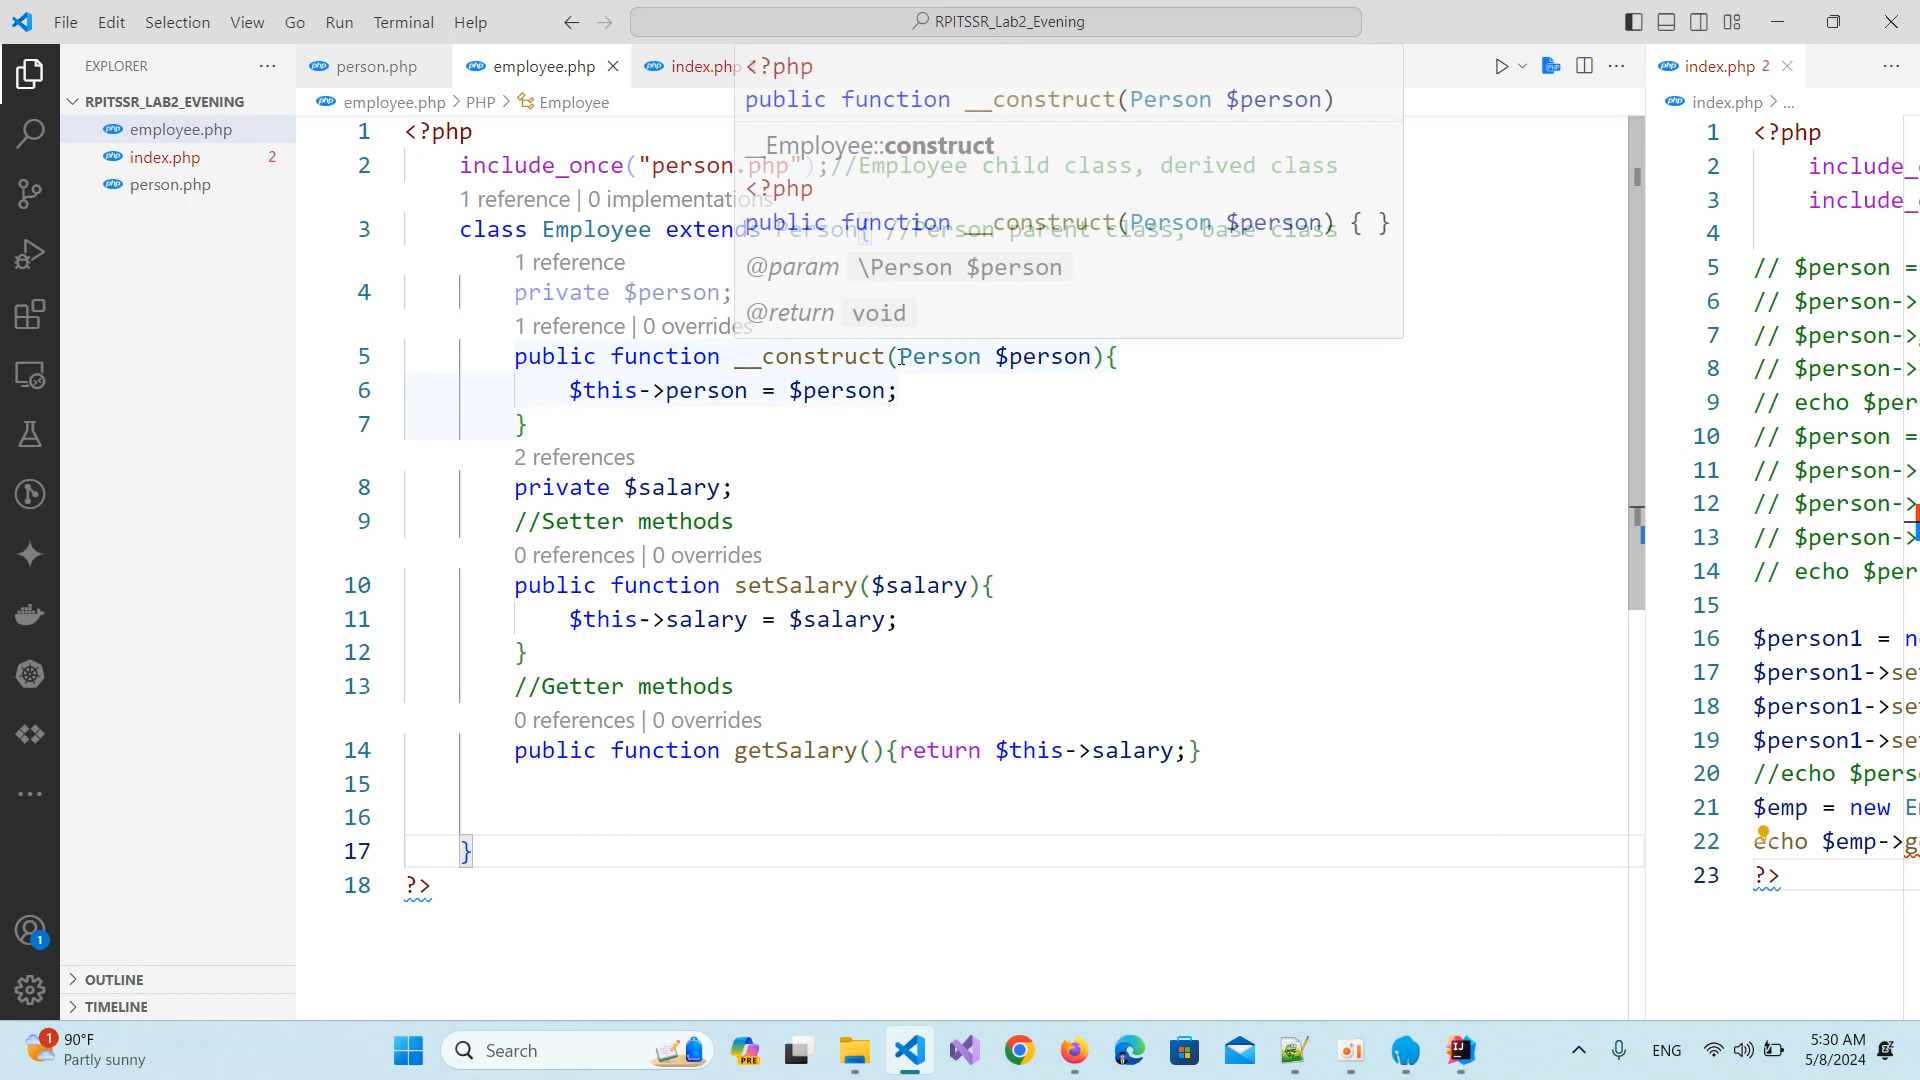 File Edit Selection View Go Run Terminal Help
RPITSSR_Lab2_Evening
EXPLORER
RPITSSR_LAB2_EVENING
employee.php
index.php 2
person.php
OUTLINE
TIMELINE
person.php
employee.php
index.php
employee.php > PHP > Employee
1 <?php
2 include_once("person.php");//Employee child class, derived class
1 reference | 0 implementations
3 class Employee extends Person{ //Person parent class, base class
1 reference
4 private $person;
1 reference | 0 overrides
5 public function __construct(Person $person){
6 $this->person = $person;
7 }
2 references
8 private $salary;
9 //Setter methods
0 references | 0 overrides
10 public function setSalary($salary){
11 $this->salary = $salary;
12 }
13 //Getter methods
0 references | 0 overrides
14 public function getSalary(){return $this->salary;}
15
16
17 }
18 ?>
<?php
public function __construct(Person $person)
__Employee::construct
<?php
public function __construct(Person $person) { }
@param \Person $person
@return void
index.php 2
index.php > ...
1 <?php
2 include_
3 include_
4
5 // $person =
6 // $person->
7 // $person->
8 // $person->
9 // echo $per
10 // $person =
11 // $person->
12 // $person->
13 // $person->
14 // echo $per
15
16 $person1 = n
17 $person1->se
18 $person1->se
19 $person1->se
20 //echo $pers
21 $emp = new E
22 echo $emp->g
23 ?>
1
1
90°F
Partly sunny
Search
PRE
ENG
5:30 AM
5/8/2024